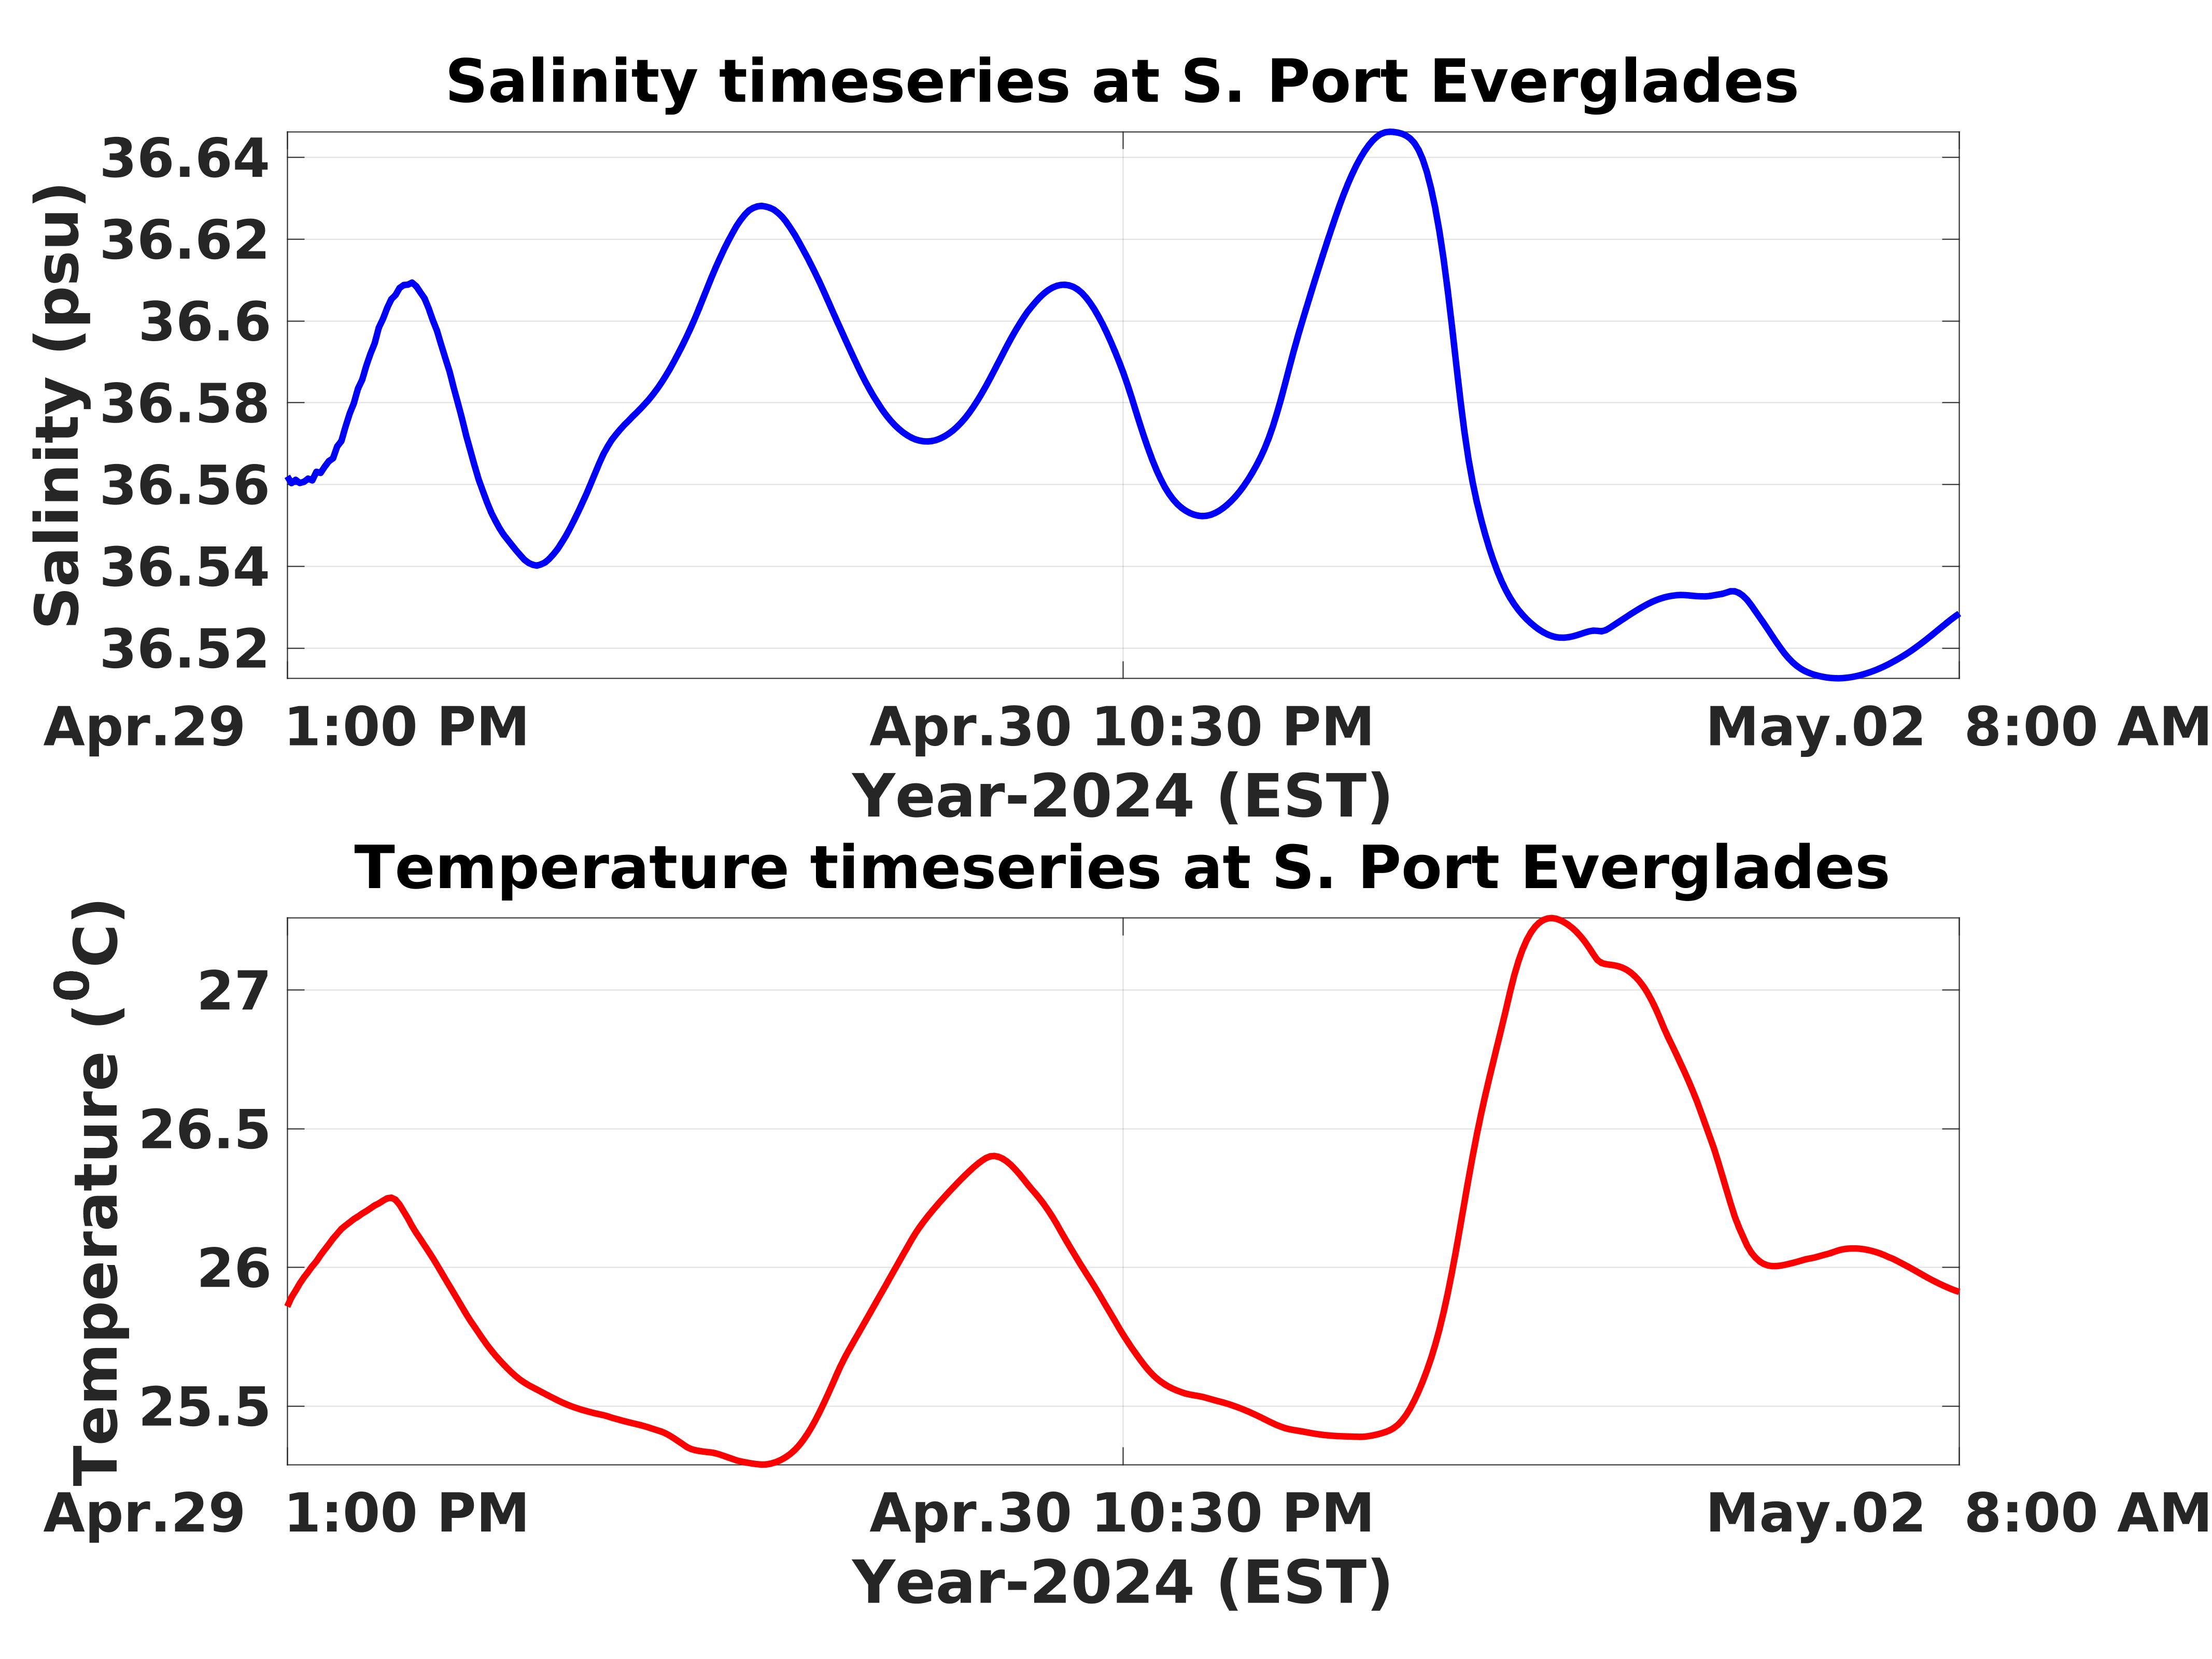 Salinity timeseries at S. Port Everglades
Salinity (psu)
36.64
36.62
36.6
36.58
36.56
36.54
36.52
Apr.29  1:00 PM
Apr.30 10:30 PM
May.02  8:00 AM
Year-2024 (EST)
Temperature timeseries at S. Port Everglades
Temperature (⁰C)
27
26.5
26
25.5
Apr.29  1:00 PM
Apr.30 10:30 PM
May.02  8:00 AM
Year-2024 (EST)